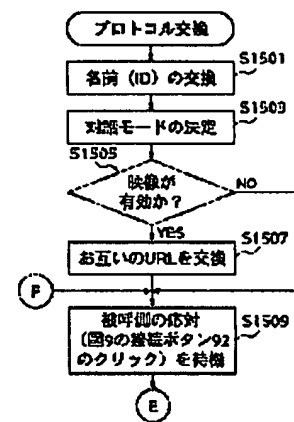 プロトコル交換
S1501
名前（ID）の交換
S1503
対話モードの決定
S1505
映像が
有効か？
NO
YES
S1507
お互いのURLを交換
F
S1509
被呼側の応対
（図9の接続ボタン92
のクリック）を待機
E